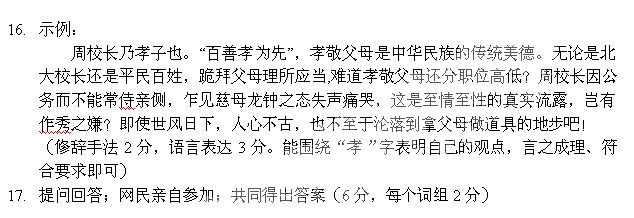 16. 示例:
周校长乃孝子也。“百善孝为先”，孝敬父母是中华民族的传统美德。无论是北
大校长还是平民百姓，跪拜父母理所应当,难道孝敬父母还分职位高低？周校长因公
务而不能常侍亲侧，乍见慈母龙钟之态失声痛哭，这是至情至性的真实流露，岂有
作秀之嫌？即使世风日下，人心不古，也不至于沦落到拿父母做道具的地步吧！
（修辞手法 2 分，语言表达 3 分。能围绕“孝”字表明自己的观点，言之成理、符
合要求即可）
17. 提问回答；网民亲自参加；共同得出答案（6 分，每个词组 2 分）